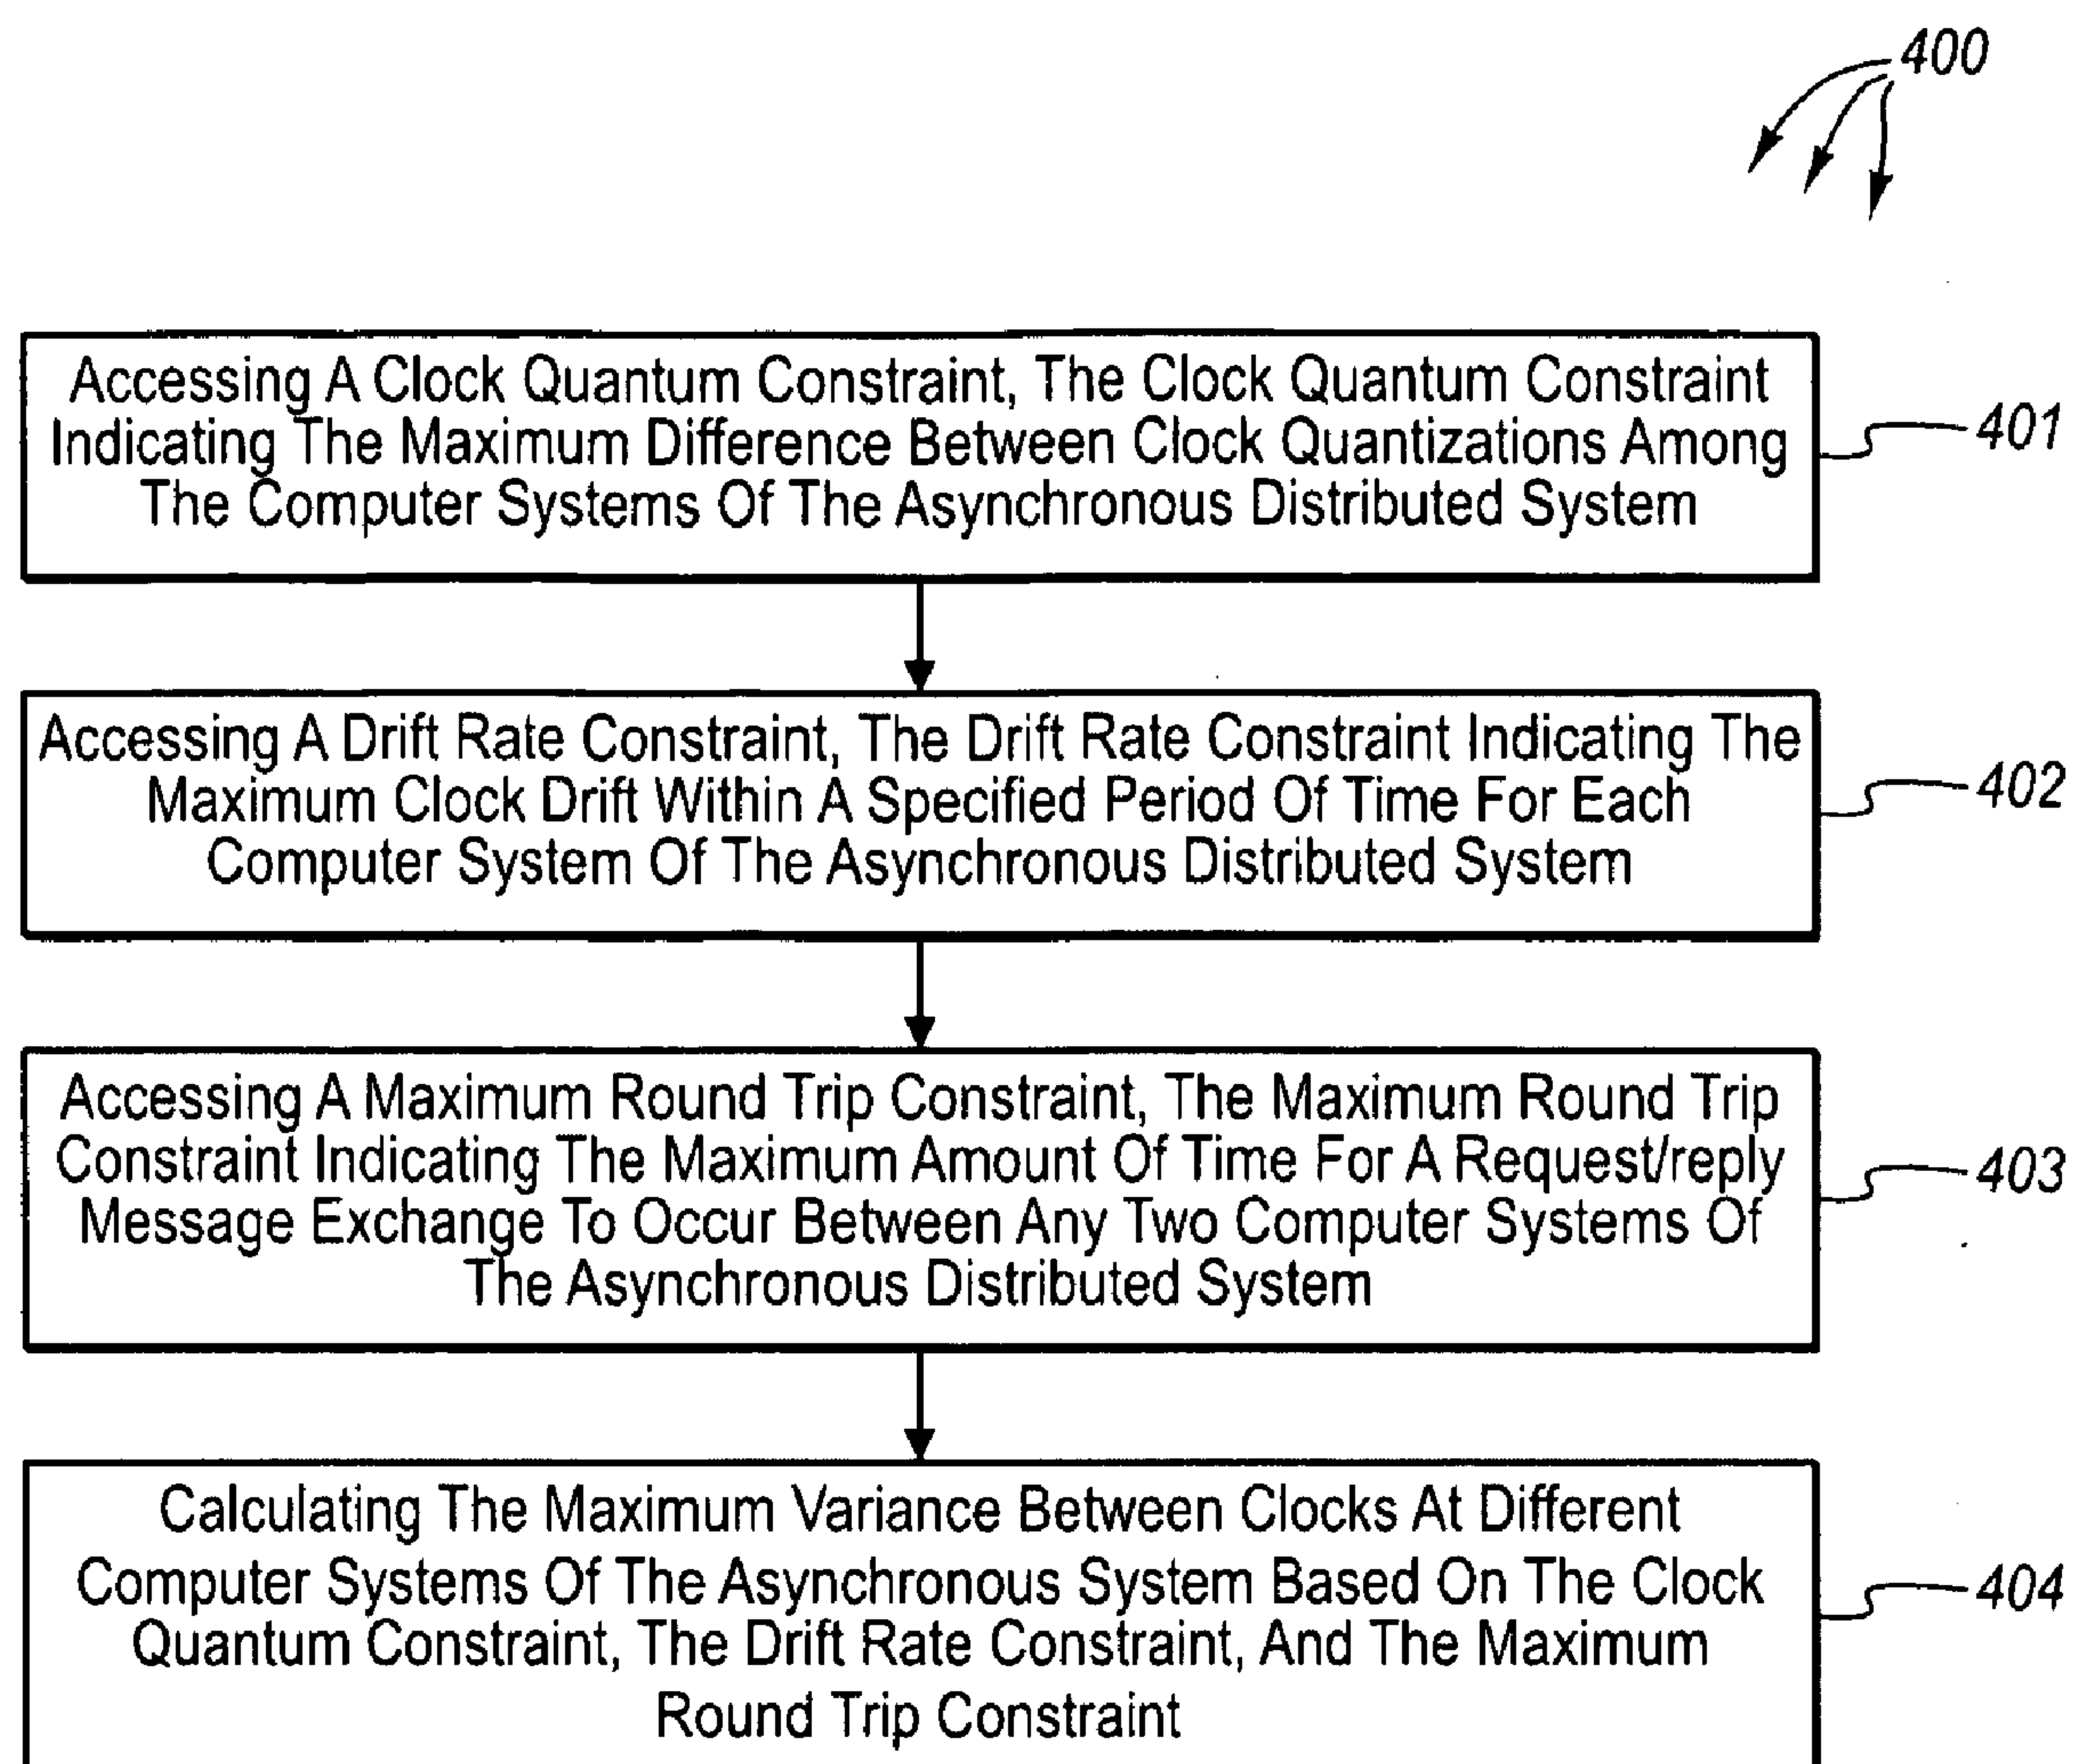 400
Accessing A Clock Quantum Constraint, The Clock Quantum Constraint
Indicating The Maximum Difference Between Clock Quantizations Among
The Computer Systems Of The Asynchronous Distributed System
401
Accessing A Drift Rate Constraint, The Drift Rate Constraint Indicating The
Maximum Clock Drift Within A Specified Period Of Time For Each
Computer System Of The Asynchronous Distributed System
402
Accessing A Maximum Round Trip Constraint, The Maximum Round Trip
Constraint Indicating The Maximum Amount Of Time For A Request/reply
Message Exchange To Occur Between Any Two Computer Systems Of
The Asynchronous Distributed System
403
Calculating The Maximum Variance Between Clocks At Different
Computer Systems Of The Asynchronous System Based On The Clock
Quantum Constraint, The Drift Rate Constraint, And The Maximum
Round Trip Constraint
404